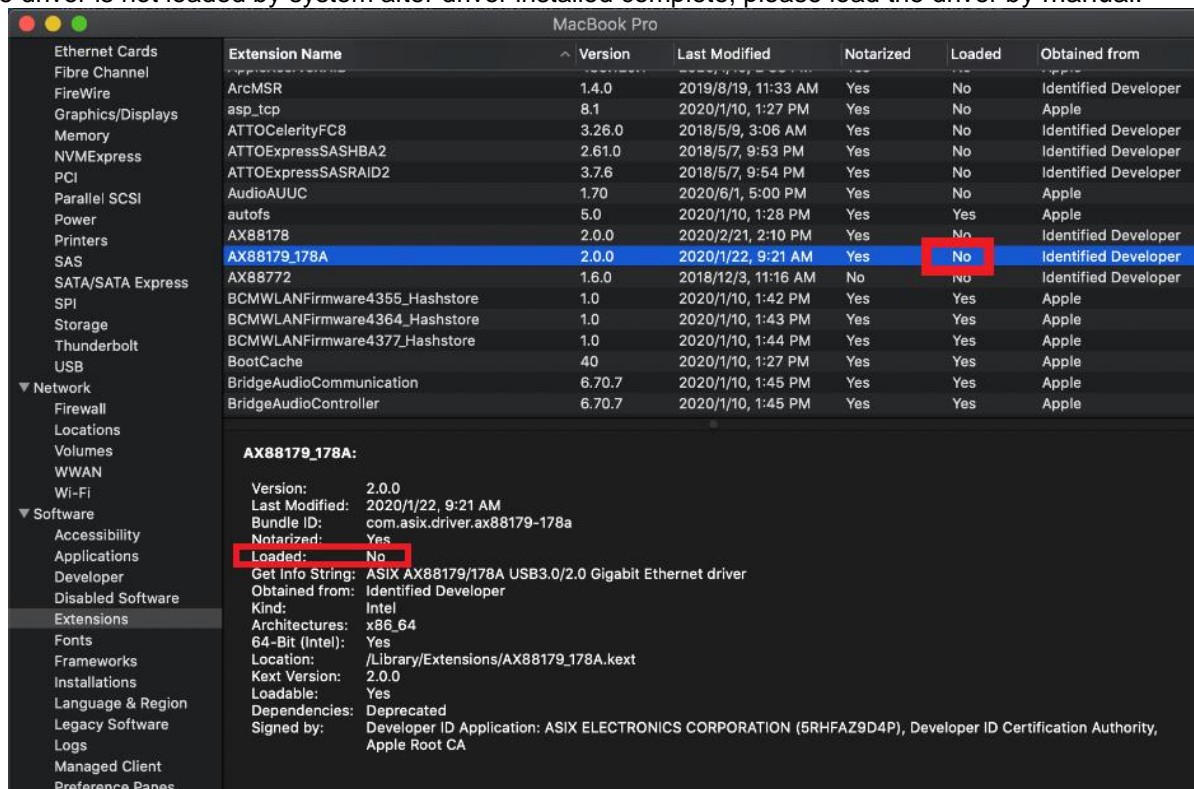 driver is not loaded by system after driver installed complete, please load the driver by manual.
MacBook Pro
Ethernet Cards
Fibre Channel
FireWire
Graphics/Displays
Memory
NVMExpress
PCI
Parallel SCSI
Power
Printers
SAS
SATA/SATA Express
SPI
Storage
Thunderbolt
USB
Network
Firewall
Locations
Volumes
WWAN
Wi-Fi
Software
Accessibility
Applications
Developer
Disabled Software
Extensions
Fonts
Frameworks
Installations
Language & Region
Legacy Software
Logs
Managed Client
Preference Panes
Extension Name Version Last Modified Notarized Loaded Obtained from
ArcMSR 1.4.0 2019/8/19, 11:33 AM Yes No Identified Developer
asp_tcp 8.1 2020/1/10, 1:27 PM Yes No Apple
ATTOCelerityFC8 3.26.0 2018/5/9, 3:06 AM Yes No Identified Developer
ATTOExpressSASHBA2 2.61.0 2018/5/7, 9:53 PM Yes No Identified Developer
ATTOExpressSASRAID2 3.7.6 2018/5/7, 9:54 PM Yes No Identified Developer
AudioAUUC 1.70 2020/6/1, 5:00 PM Yes No Apple
autofs 5.0 2020/1/10, 1:28 PM Yes Yes Apple
AX88178 2.0.0 2020/2/21, 2:10 PM Yes No Identified Developer
AX88179_178A 2.0.0 2020/1/22, 9:21 AM Yes No Identified Developer
AX88772 1.6.0 2018/12/3, 11:16 AM No No Identified Developer
BCMWLANFirmware4355_Hashstore 1.0 2020/1/10, 1:42 PM Yes Yes Apple
BCMWLANFirmware4364_Hashstore 1.0 2020/1/10, 1:43 PM Yes Yes Apple
BCMWLANFirmware4377_Hashstore 1.0 2020/1/10, 1:44 PM Yes Yes Apple
BootCache 40 2020/1/10, 1:27 PM Yes Yes Apple
BridgeAudioCommunication 6.70.7 2020/1/10, 1:45 PM Yes Yes Apple
BridgeAudioController 6.70.7 2020/1/10, 1:45 PM Yes Yes Apple
AX88179_178A:
Version: 2.0.0
Last Modified: 2020/1/22, 9:21 AM
Bundle ID: com.asix.driver.ax88179-178a
Notarized: Yes
Loaded: No
Get Info String: ASIX AX88179/178A USB3.0/2.0 Gigabit Ethernet driver
Obtained from: Identified Developer
Kind: Intel
Architectures: x86_64
64-Bit (Intel): Yes
Location: /Library/Extensions/AX88179_178A.kext
Kext Version: 2.0.0
Loadable: Yes
Dependencies: Deprecated
Signed by: Developer ID Application: ASIX ELECTRONICS CORPORATION (5RHFAZ9D4P), Developer ID Certification Authority,
Apple Root CA